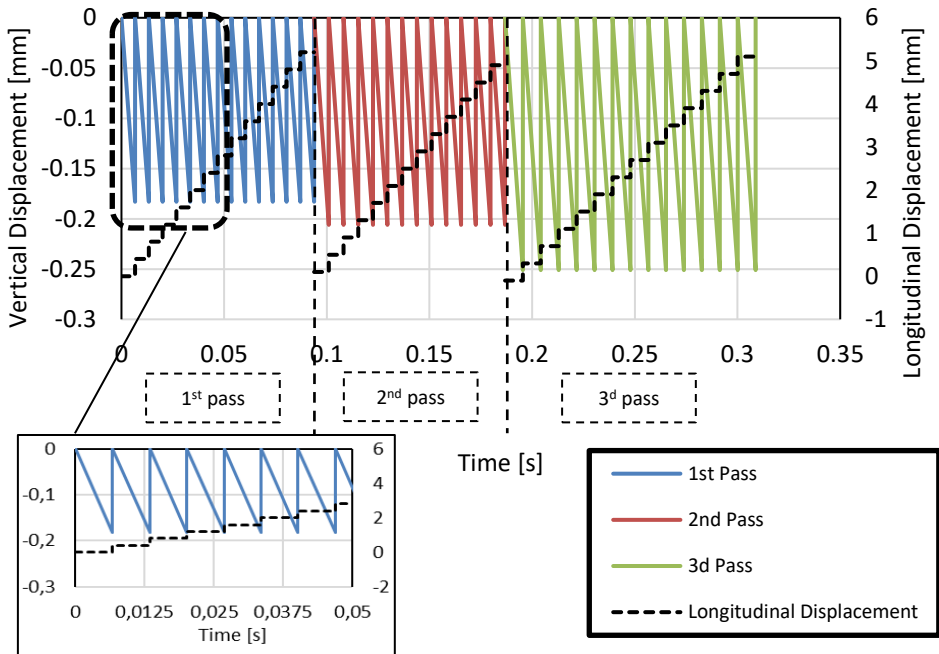 Vertical Displacement [mm]
0
-0.05
-0.1
-0.15
-0.2
-0.25
-0.3
6
5
4
3
2
1
0
-1
Longitudinal Displacement [mm]
0 0.05 0.1 0.15 0.2 0.25 0.3 0.35
1st pass 2nd pass 3d pass
Time [s]
0
-0,1
-0,2
-0,3
6
4
2
0
-2
0 0,0125 0,025 0,0375 0,05
Time [s]
1st Pass
2nd Pass
3d Pass
Longitudinal Displacement